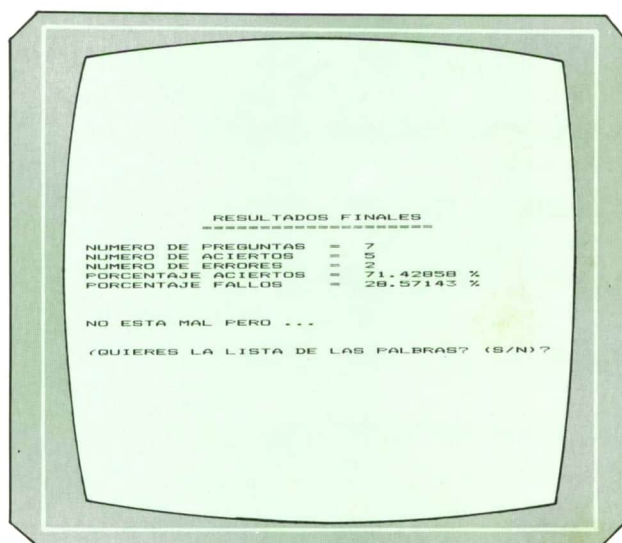 RESULTADOS FINALES
====================
NUMERO DE PREGUNTAS = 7
NUMERO DE ACIERTOS = 5
NUMERO DE ERRORES = 2
PORCENTAJE ACIERTOS = 71.42858 %
PORCENTAJE FALLOS = 28.57143 %
NO ESTA MAL PERO ...
(QUIERES LA LISTA DE LAS PALBRAS? (S/N)?